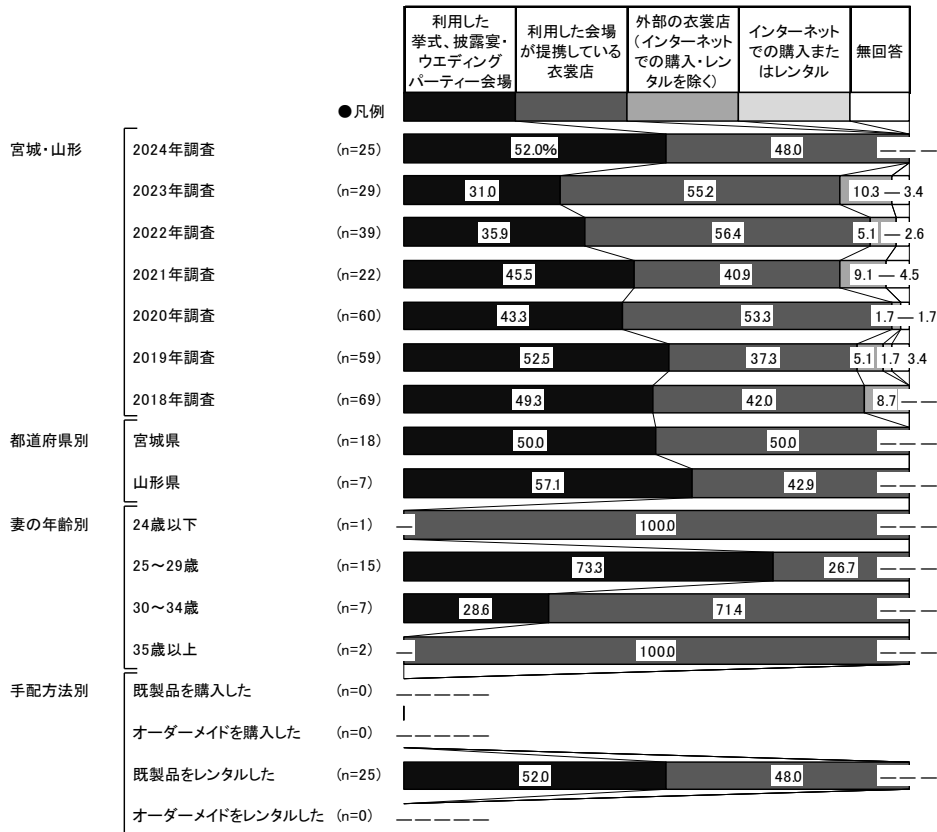 利用した
挙式、披露宴・
ウエディング
パーティー会場
利用した会場
が提携している
衣裳店
外部の衣裳店
(インターネット
での購入・レン
タルを除く)
インターネット
での購入また
はレンタル
無回答
●凡例
宮城・山形
2024年調査 (n=25) 52.0% 48.0 — — —
2023年調査 (n=29) 31.0 55.2 10.3 — 3.4
2022年調査 (n=39) 35.9 56.4 5.1 — 2.6
2021年調査 (n=22) 45.5 40.9 9.1 — 4.5
2020年調査 (n=60) 43.3 53.3 1.7 — 1.7
2019年調査 (n=59) 52.5 37.3 5.1 1.7 3.4
2018年調査 (n=69) 49.3 42.0 8.7 — —
都道府県別
宮城県 (n=18) 50.0 50.0 — — —
山形県 (n=7) 57.1 42.9 — — —
妻の年齢別
24歳以下 (n=1) — 100.0 — — —
25~29歳 (n=15) 73.3 26.7 — — —
30~34歳 (n=7) 28.6 71.4 — — —
35歳以上 (n=2) — 100.0 — — —
手配方法別
既製品を購入した (n=0) — — — — —
オーダーメイドを購入した (n=0) — — — — —
既製品をレンタルした (n=25) 52.0 48.0 — — —
オーダーメイドをレンタルした (n=0) — — — — —